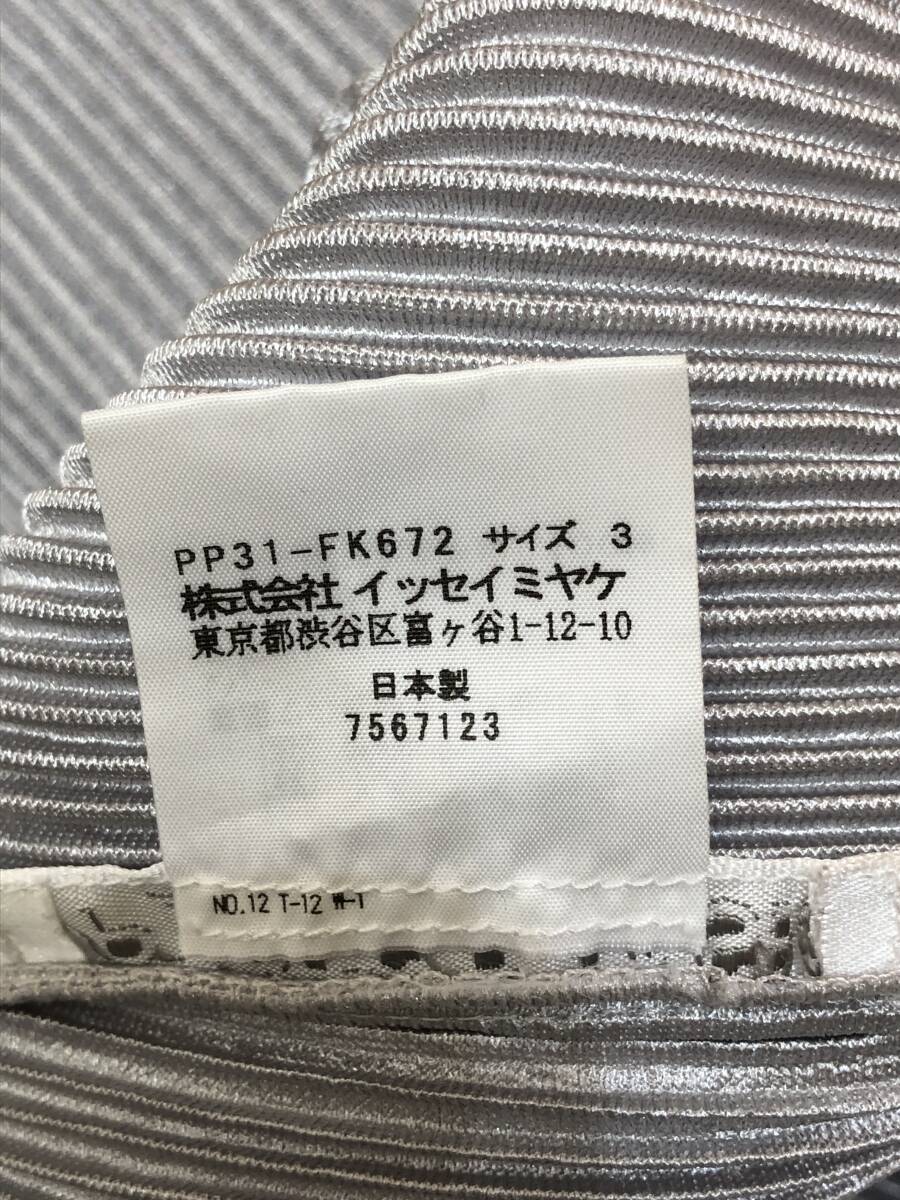 PP31-FK672 サイズ 3
株式会社 イッセイミヤケ
東京都渋谷区富ヶ谷1-12-10
日本製
7567123
NO.12 T-12 W-1